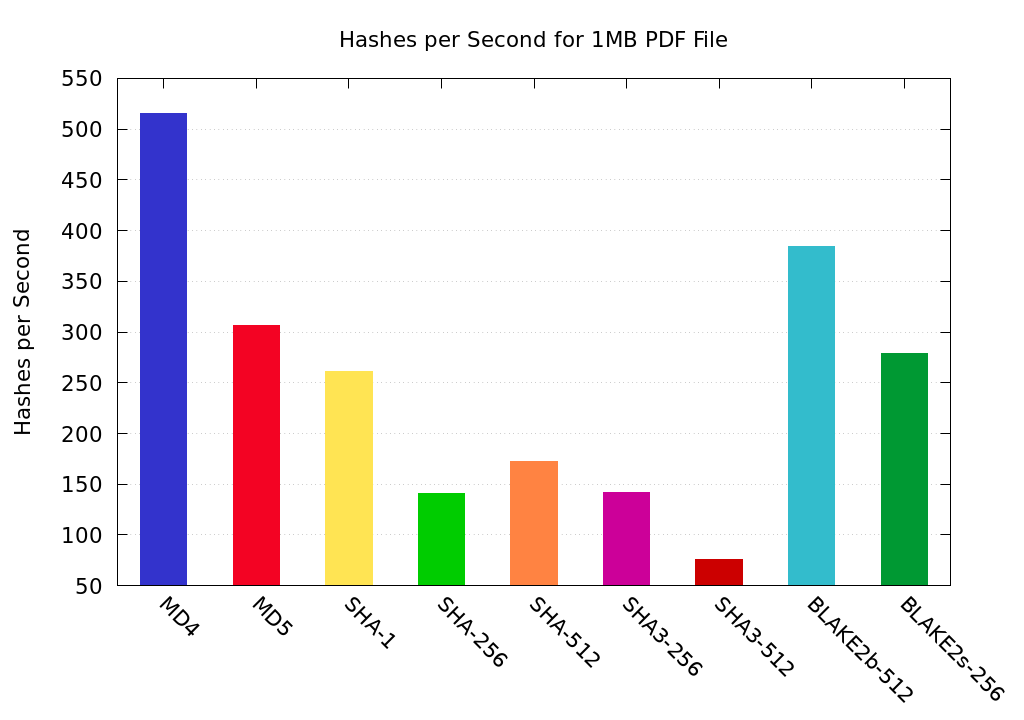 Hashes per Second for 1MB PDF File
Hashes per Second
550
500
450
400
350
300
250
200
150
100
50
MD4
MD5
SHA-1
SHA-256
SHA-512
SHA3-256
SHA3-512
BLAKE2b-512
BLAKE2s-256